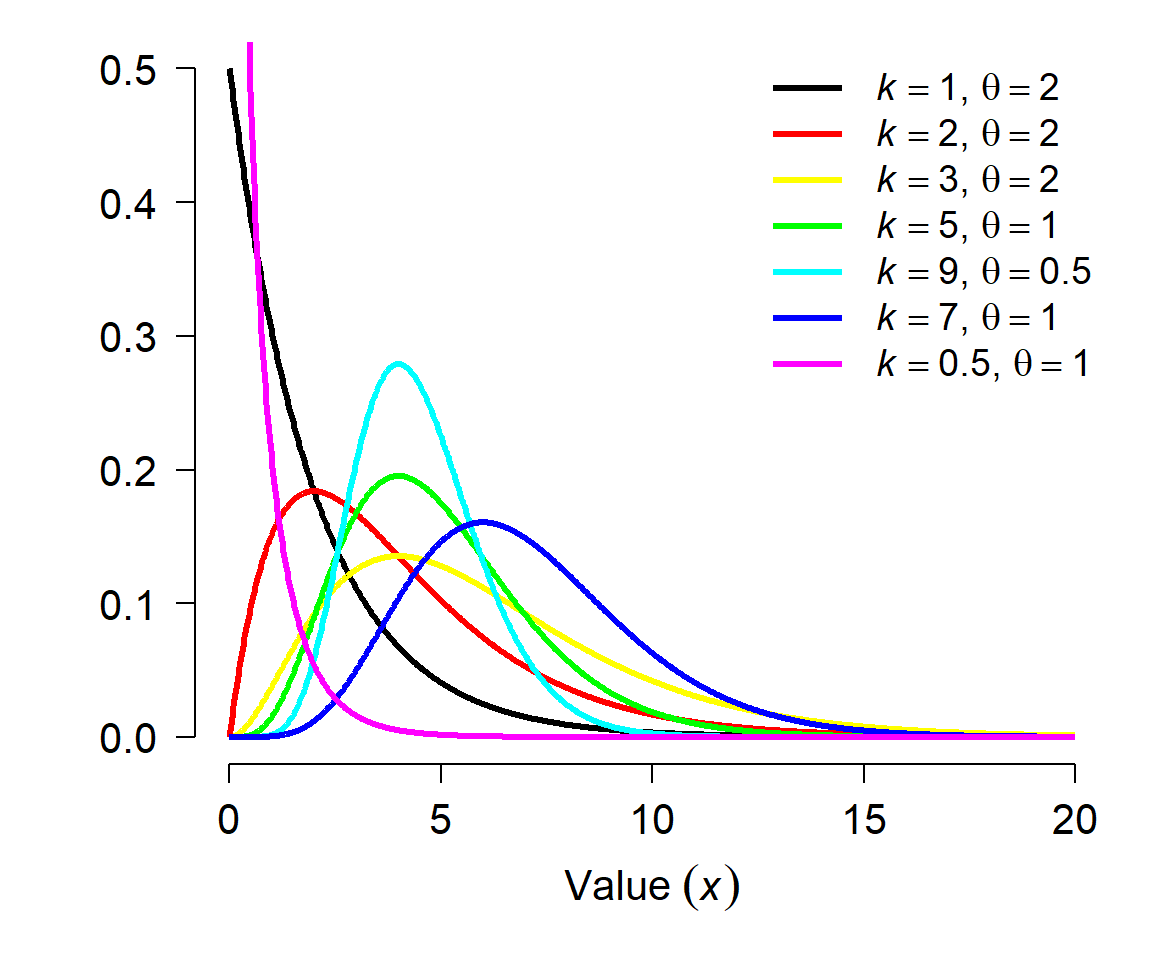 0.5
0.4
0.3
0.2
0.1
0.0
k = 1, θ = 2
k = 2, θ = 2
k = 3, θ = 2
k = 5, θ = 1
k = 9, θ = 0.5
k = 7, θ = 1
k = 0.5, θ = 1
0 5 10 15 20
Value (x)